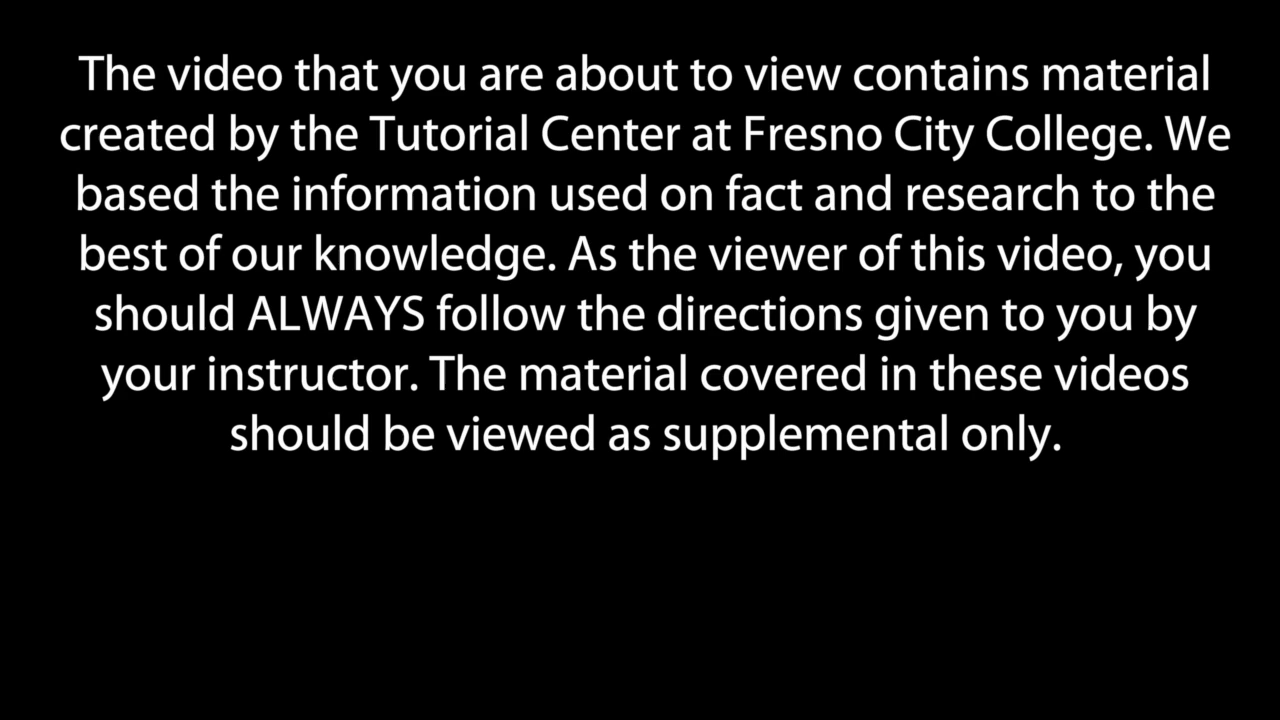 The video that you are about to view contains material
created by the Tutorial Center at Fresno City College. We
based the information used on fact and research to the
best of our knowledge. As the viewer of this video, you
should ALWAYS follow the directions given to you by
your instructor. The material covered in these videos
should be viewed as supplemental only.